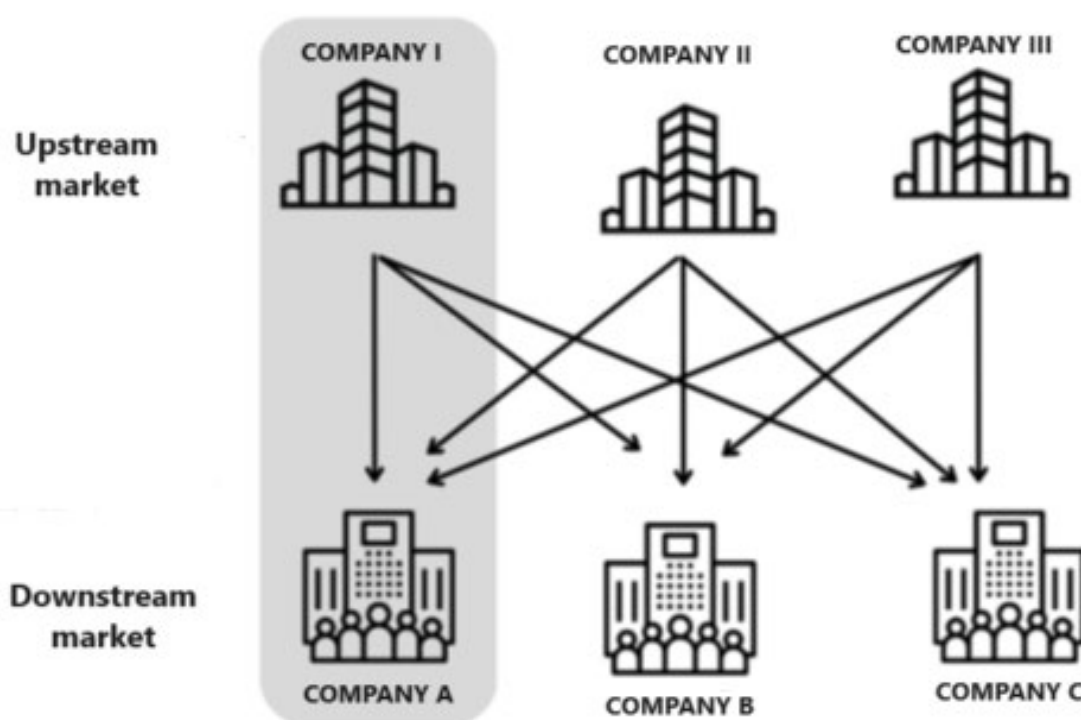 COMPANY I
COMPANY II
COMPANY III
Upstream
market
Downstream
market
COMPANY A
COMPANY B
COMPANY C